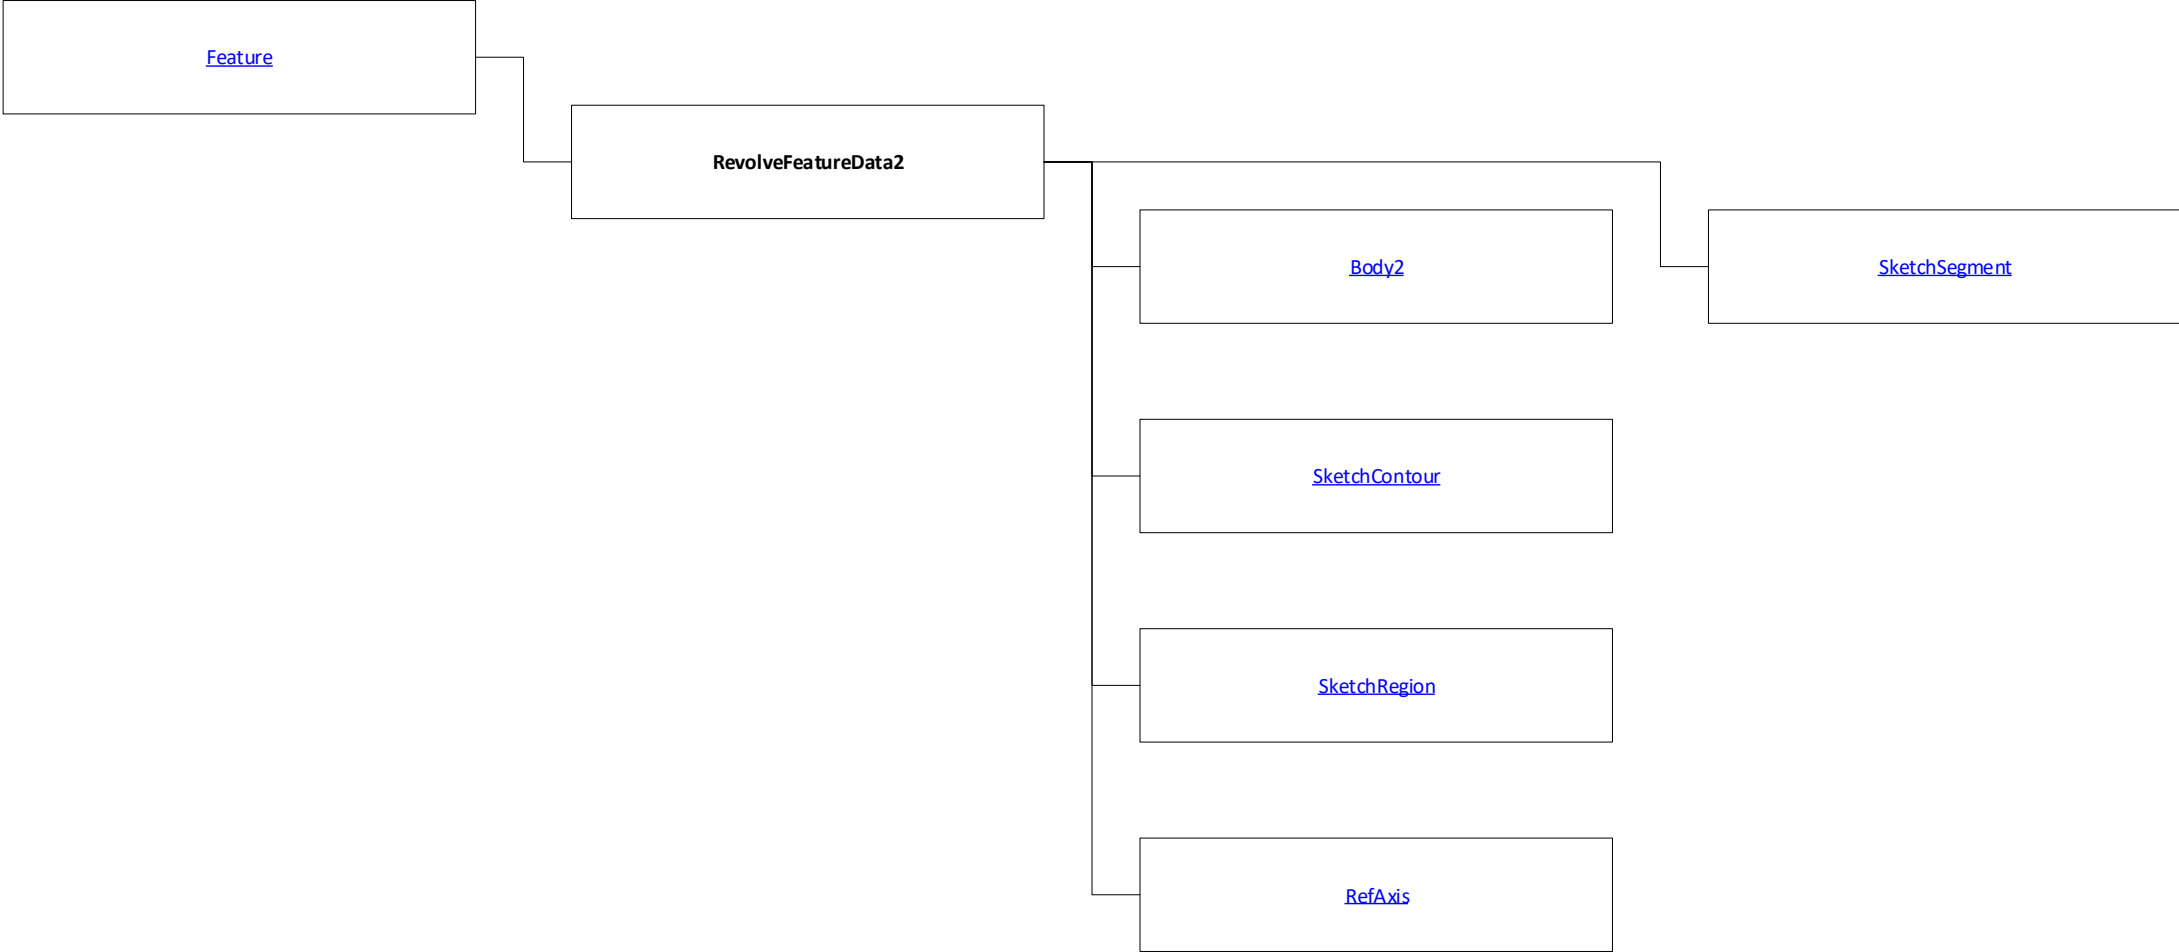 Feature
RevolveFeatureData2
Body2
SketchSegment
SketchContour
SketchRegion
RefAxis